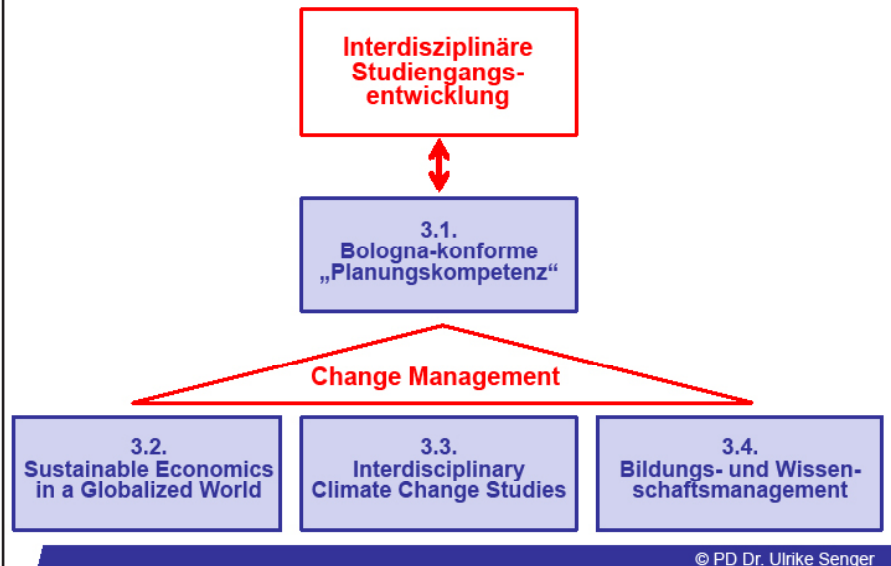 Interdisziplinäre
Studiengangs-
entwicklung
3.1.
Bologna-konforme
„Planungskompetenz“
Change Management
3.2.
Sustainable Economics
in a Globalized World
3.3.
Interdisciplinary
Climate Change Studies
3.4.
Bildungs- und Wissen-
schaftsmanagement
© PD Dr. Ulrike Senger